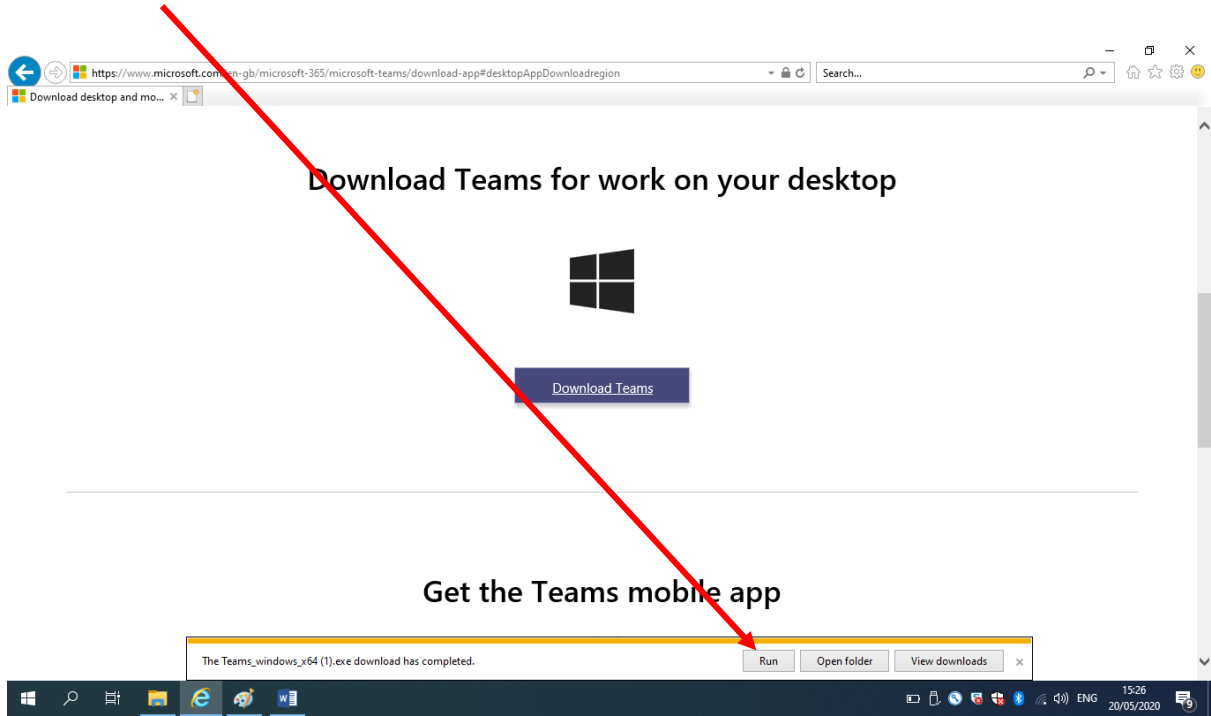 https://www.microsoft.com/en-gb/microsoft-365/microsoft-teams/download-app#desktopAppDownloadregion
Search...
Download desktop and mo...
Download Teams for work on your desktop
Download Teams
Get the Teams mobile app
The Teams_windows_x64 (1).exe download has completed.
Run
Open folder
View downloads
ENG
15:26
20/05/2020
9